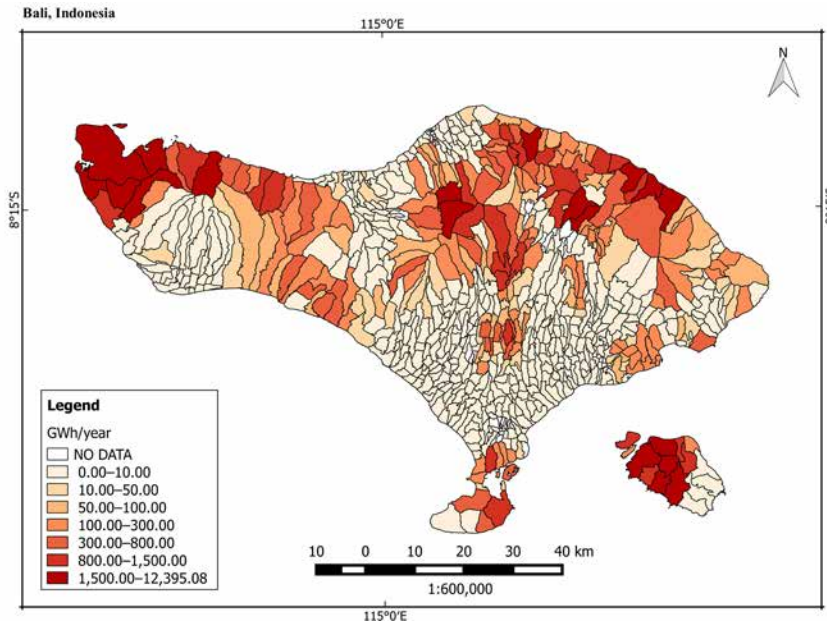 Bali, Indonesia
115°0′E
N
8°15′S
Legend
GWh/year
NO DATA
0.00–10.00
10.00–50.00
50.00–100.00
100.00–300.00
300.00–800.00
800.00–1,500.00
1,500.00–12,395.08
10 0 10 20 30 40 km
1:600,000
115°0′E